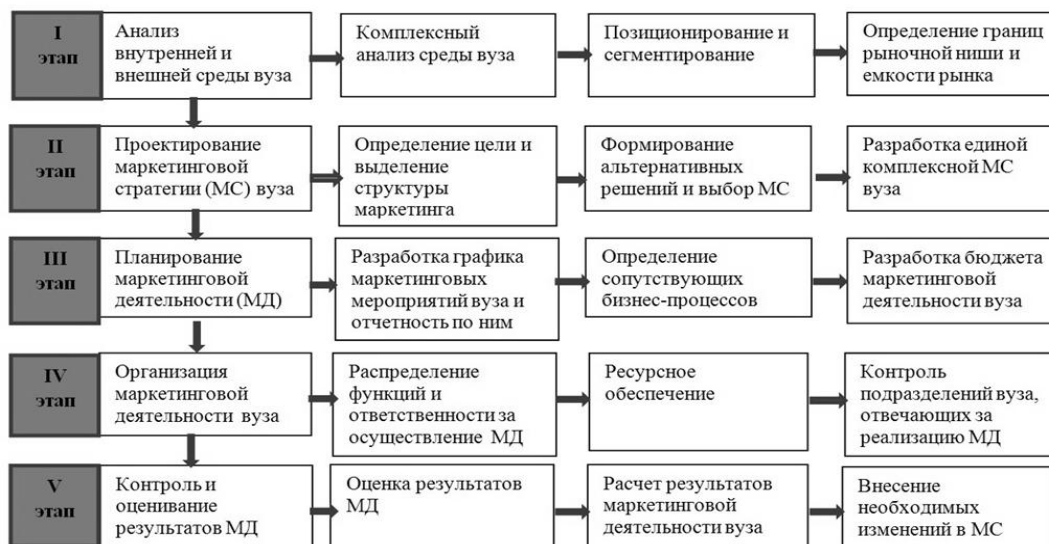 I
этап
Анализ
внутренней и
внешней среды вуза
Комплексный
анализ среды вуза
Позиционирование и
сегментирование
Определение границ
рыночной ниши и
емкости рынка
II
этап
Проектирование
маркетинговой
стратегии (МС) вуза
Определение цели и
выделение
структуры
маркетинга
Формирование
альтернативных
решений и выбор МС
Разработка единой
комплексной МС
вуза
III
этап
Планирование
маркетинговой
деятельности (МД)
Разработка графика
маркетинговых
мероприятий вуза и
отчетность по ним
Определение
сопутствующих
бизнес-процессов
Разработка бюджета
маркетинговой
деятельности вуза
IV
этап
Организация
маркетинговой
деятельности вуза
Распределение
функций и
ответственности за
осуществление МД
Ресурсное
обеспечение
Контроль
подразделений вуза,
отвечающих за
реализацию МД
V
этап
Контроль и
оценивание
результатов МД
Оценка результатов
МД
Расчет результатов
маркетинговой
деятельности вуза
Внесение
необходимых
изменений в МС